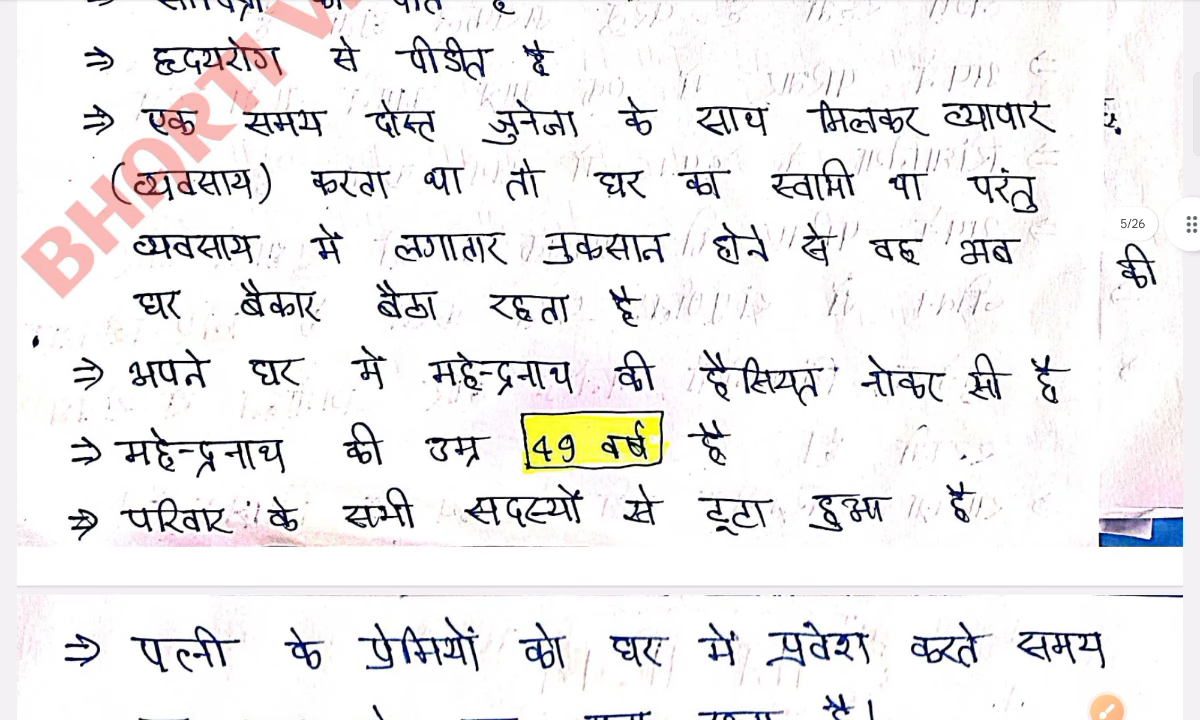 ⇒ हृदयरोग से पीडीत है
⇒ एक समय दोस्त जुनेजा के साथ मिलकर व्यापार
(व्यवसाय) करता था तो घर का स्वामी था परंतु
व्यवसाय में लगातार नुकसान होने से वह अब
घर बैकार बैठा रहता है
⇒ अपने घर में महेन्द्रनाथ की हैसियत नोकर सी है
⇒ महेन्द्रनाथ की उम्र 49 वर्ष है
⇒ परिवार के सभी सदस्यों से टूटा हुआ है
⇒ पत्नी के प्रेमियों को घर में प्रवेश करते समय
की
5/26
BHORTI